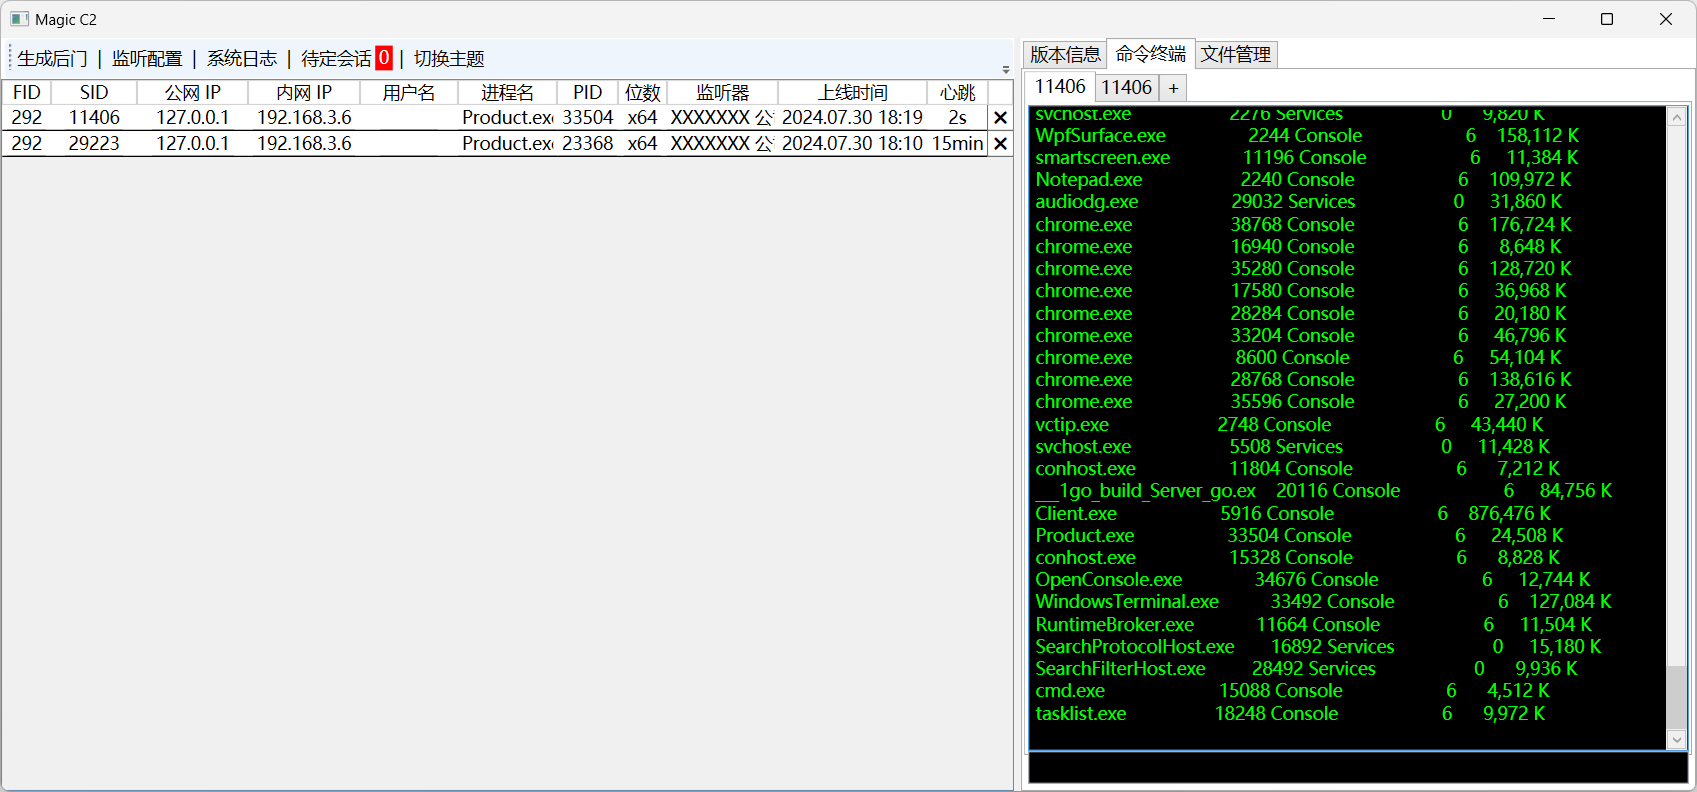 Magic C2
生成后门 | 监听配置 | 系统日志 | 待定会话 0 | 切换主题
FID SID 公网 IP 内网 IP 用户名 进程名 PID 位数 监听器 上线时间 心跳
292 11406 127.0.0.1 192.168.3.6 Product.exe 33504 x64 XXXXXXX 2024.07.30 18:19 2s ✕
292 29223 127.0.0.1 192.168.3.6 Product.exe 23368 x64 XXXXXXX 2024.07.30 18:10 15min ✕
版本信息 命令终端 文件管理
11406 11406 +
svchost.exe 2276 Services 0 9,820 K
WpfSurface.exe 2244 Console 6 158,112 K
smartscreen.exe 11196 Console 6 11,384 K
Notepad.exe 2240 Console 6 109,972 K
audiodg.exe 29032 Services 0 31,860 K
chrome.exe 38768 Console 6 176,724 K
chrome.exe 16940 Console 6 8,648 K
chrome.exe 35280 Console 6 128,720 K
chrome.exe 17580 Console 6 36,968 K
chrome.exe 28284 Console 6 20,180 K
chrome.exe 33204 Console 6 46,796 K
chrome.exe 8600 Console 6 54,104 K
chrome.exe 28768 Console 6 138,616 K
chrome.exe 35596 Console 6 27,200 K
vctip.exe 2748 Console 6 43,440 K
svchost.exe 5508 Services 0 11,428 K
conhost.exe 11804 Console 6 7,212 K
___1go_build_Server_go.ex 20116 Console 6 84,756 K
Client.exe 5916 Console 6 876,476 K
Product.exe 33504 Console 6 24,508 K
conhost.exe 15328 Console 6 8,828 K
OpenConsole.exe 34676 Console 6 12,744 K
WindowsTerminal.exe 33492 Console 6 127,084 K
RuntimeBroker.exe 11664 Console 6 11,504 K
SearchProtocolHost.exe 16892 Services 0 15,180 K
SearchFilterHost.exe 28492 Services 0 9,936 K
cmd.exe 15088 Console 6 4,512 K
tasklist.exe 18248 Console 6 9,972 K